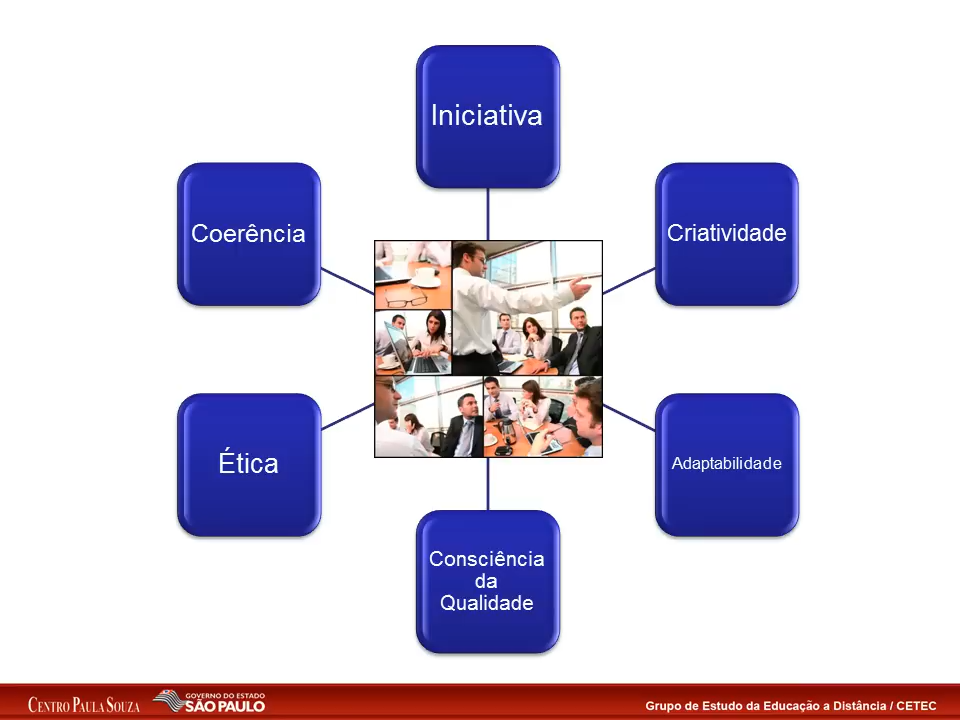 Iniciativa
Coerência
Criatividade
Ética
Adaptabilidade
Consciência
da
Qualidade
CENTRO PAULA SOUZA
GOVERNO DO ESTADO
SÃO PAULO
Grupo de Estudo da Educação a Distância / CETEC